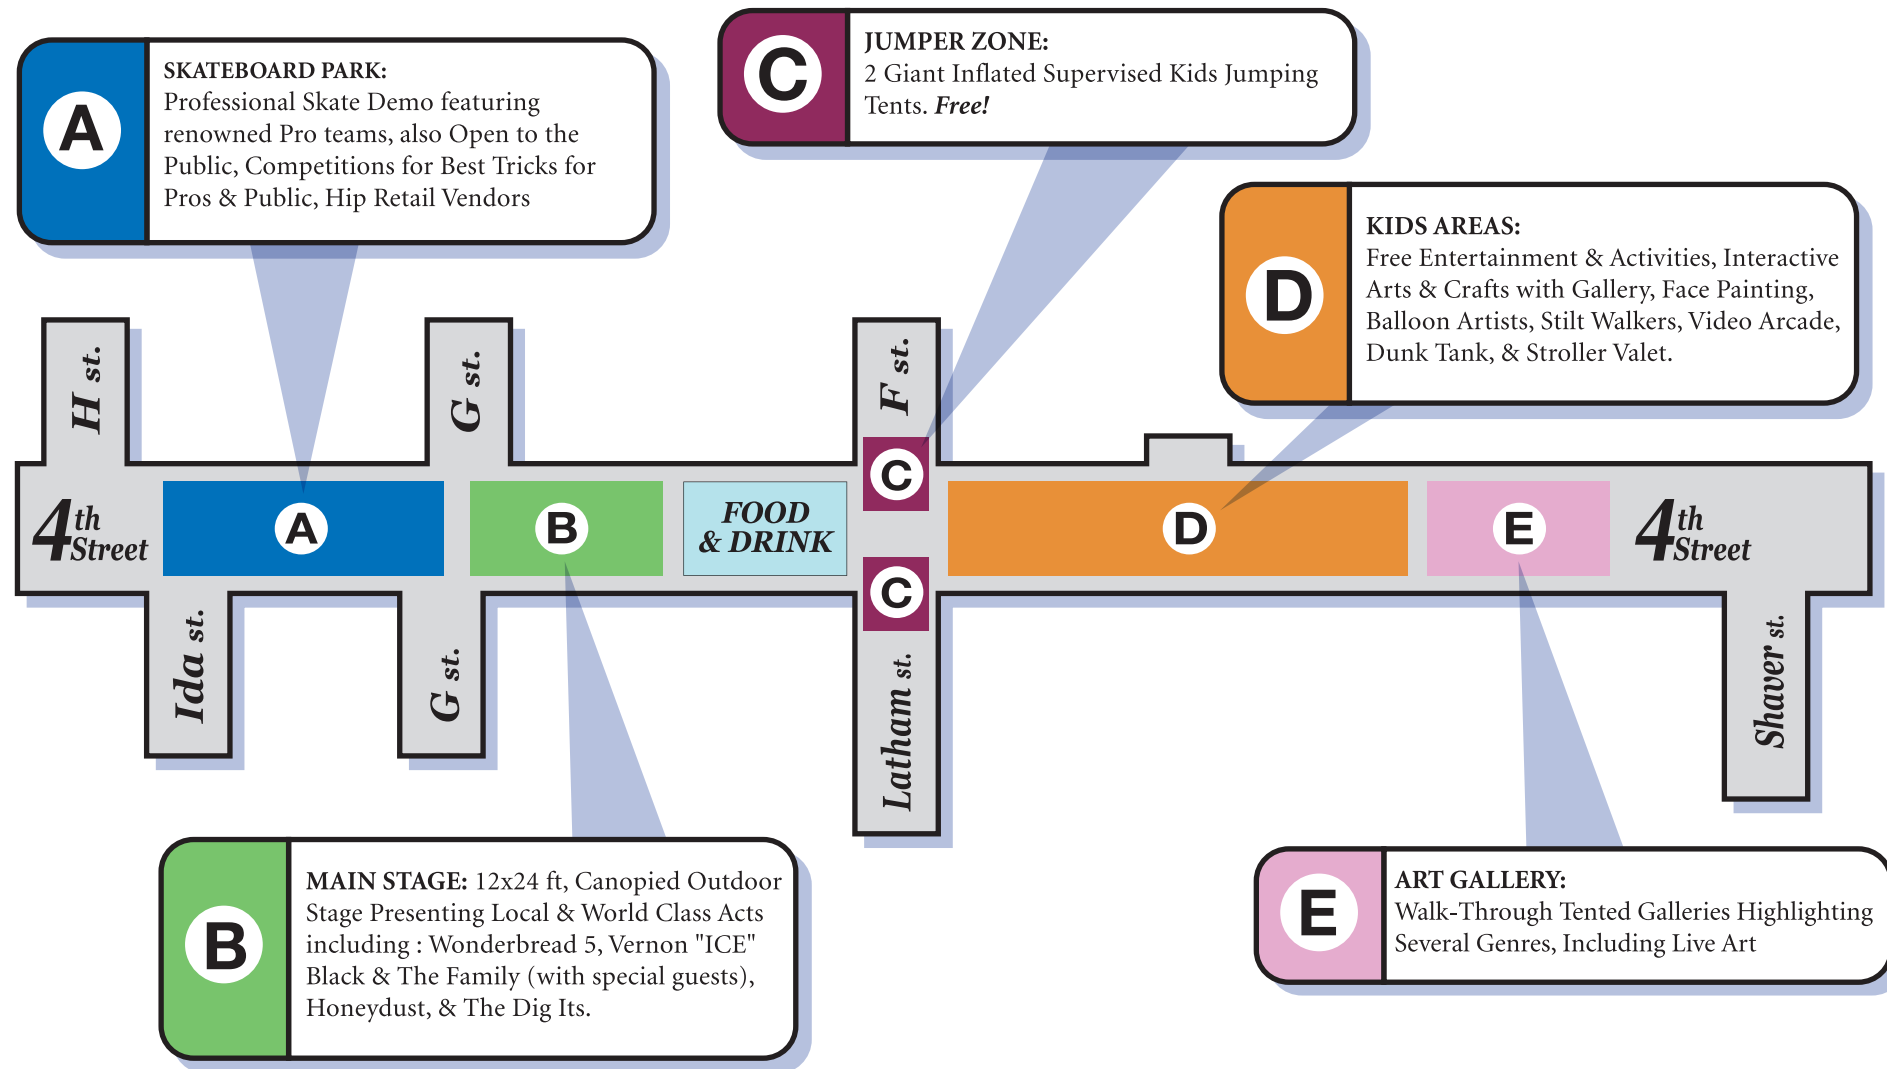 A
SKATEBOARD PARK:
Professional Skate Demo featuring
renowned Pro teams, also Open to the
Public, Competitions for Best Tricks for
Pros & Public, Hip Retail Vendors
C
JUMPER ZONE:
2 Giant Inflated Supervised Kids Jumping
Tents. Free!
D
KIDS AREAS:
Free Entertainment & Activities, Interactive
Arts & Crafts with Gallery, Face Painting,
Balloon Artists, Stilt Walkers, Video Arcade,
Dunk Tank, & Stroller Valet.
H st.
G st.
F st.
4th Street
A
B
FOOD
& DRINK
C
C
D
E
4th Street
Ida st.
G st.
Latham st.
Shaver st.
B
MAIN STAGE: 12x24 ft, Canopied Outdoor
Stage Presenting Local & World Class Acts
including : Wonderbread 5, Vernon "ICE"
Black & The Family (with special guests),
Honeydust, & The Dig Its.
E
ART GALLERY:
Walk-Through Tented Galleries Highlighting
Several Genres, Including Live Art